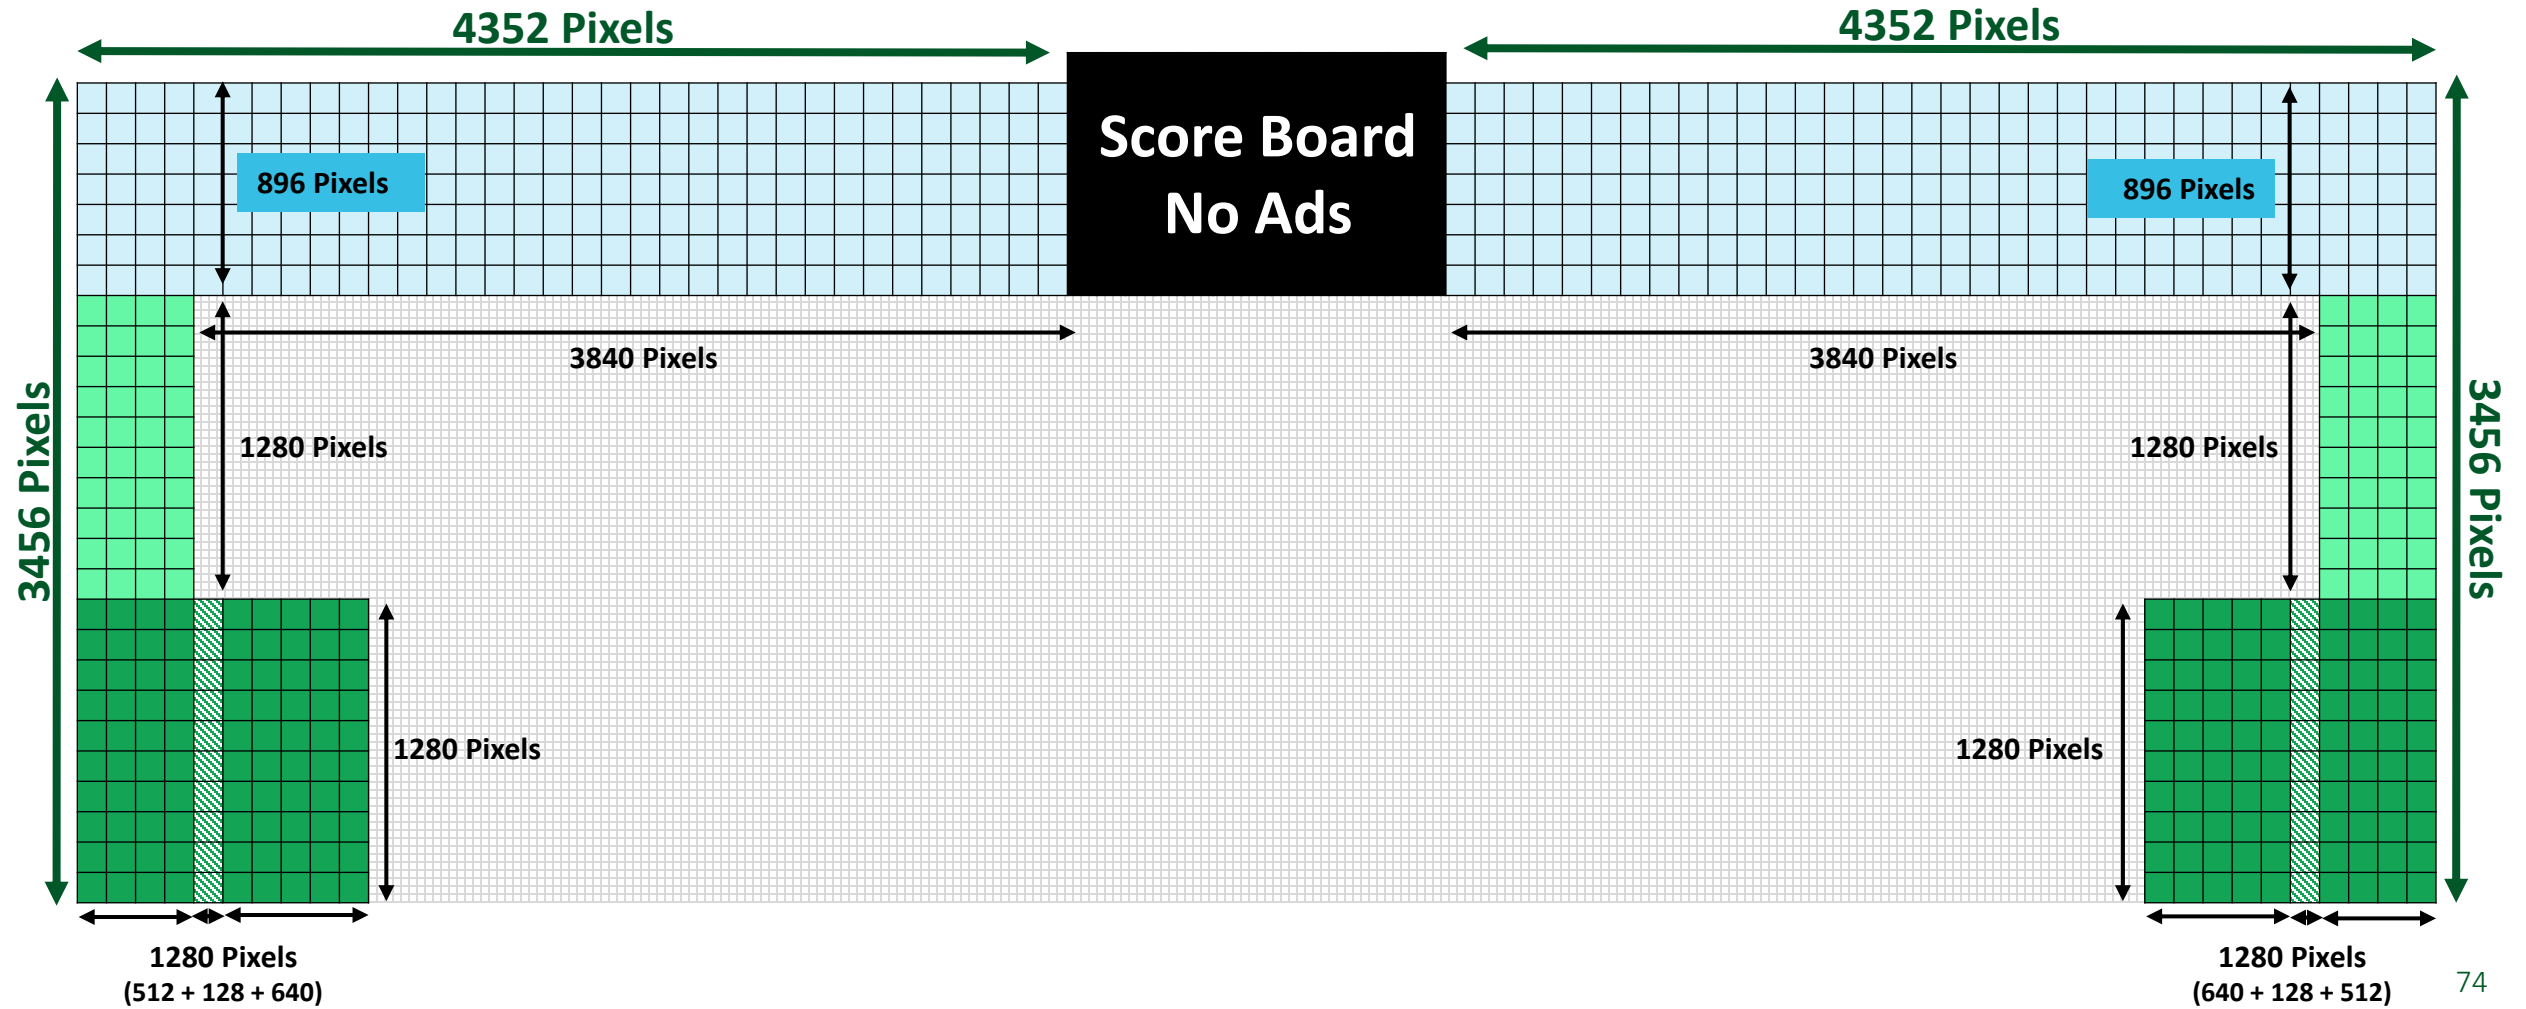 4352 Pixels
4352 Pixels
Score Board
No Ads
896 Pixels
896 Pixels
3840 Pixels
3840 Pixels
3456 Pixels
3456 Pixels
1280 Pixels
1280 Pixels
1280 Pixels
1280 Pixels
1280 Pixels
(512 + 128 + 640)
1280 Pixels
(640 + 128 + 512)
74